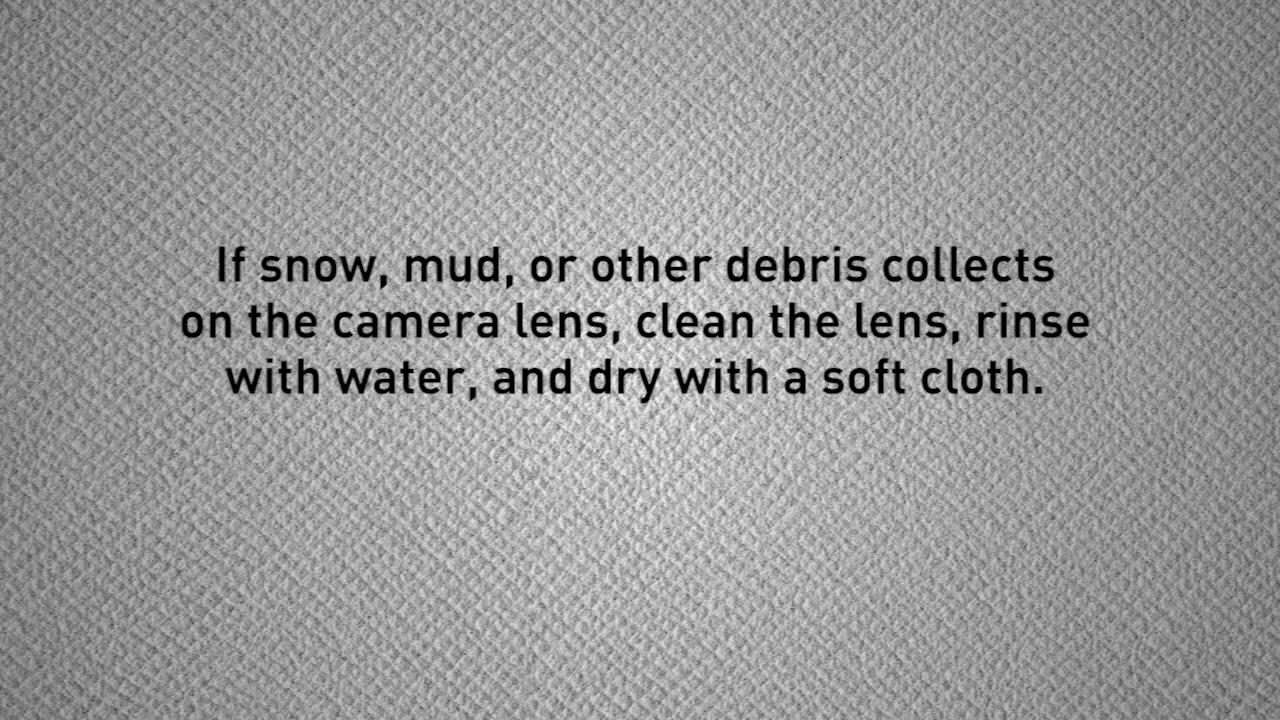 If snow, mud, or other debris collects
on the camera lens, clean the lens, rinse
with water, and dry with a soft cloth.